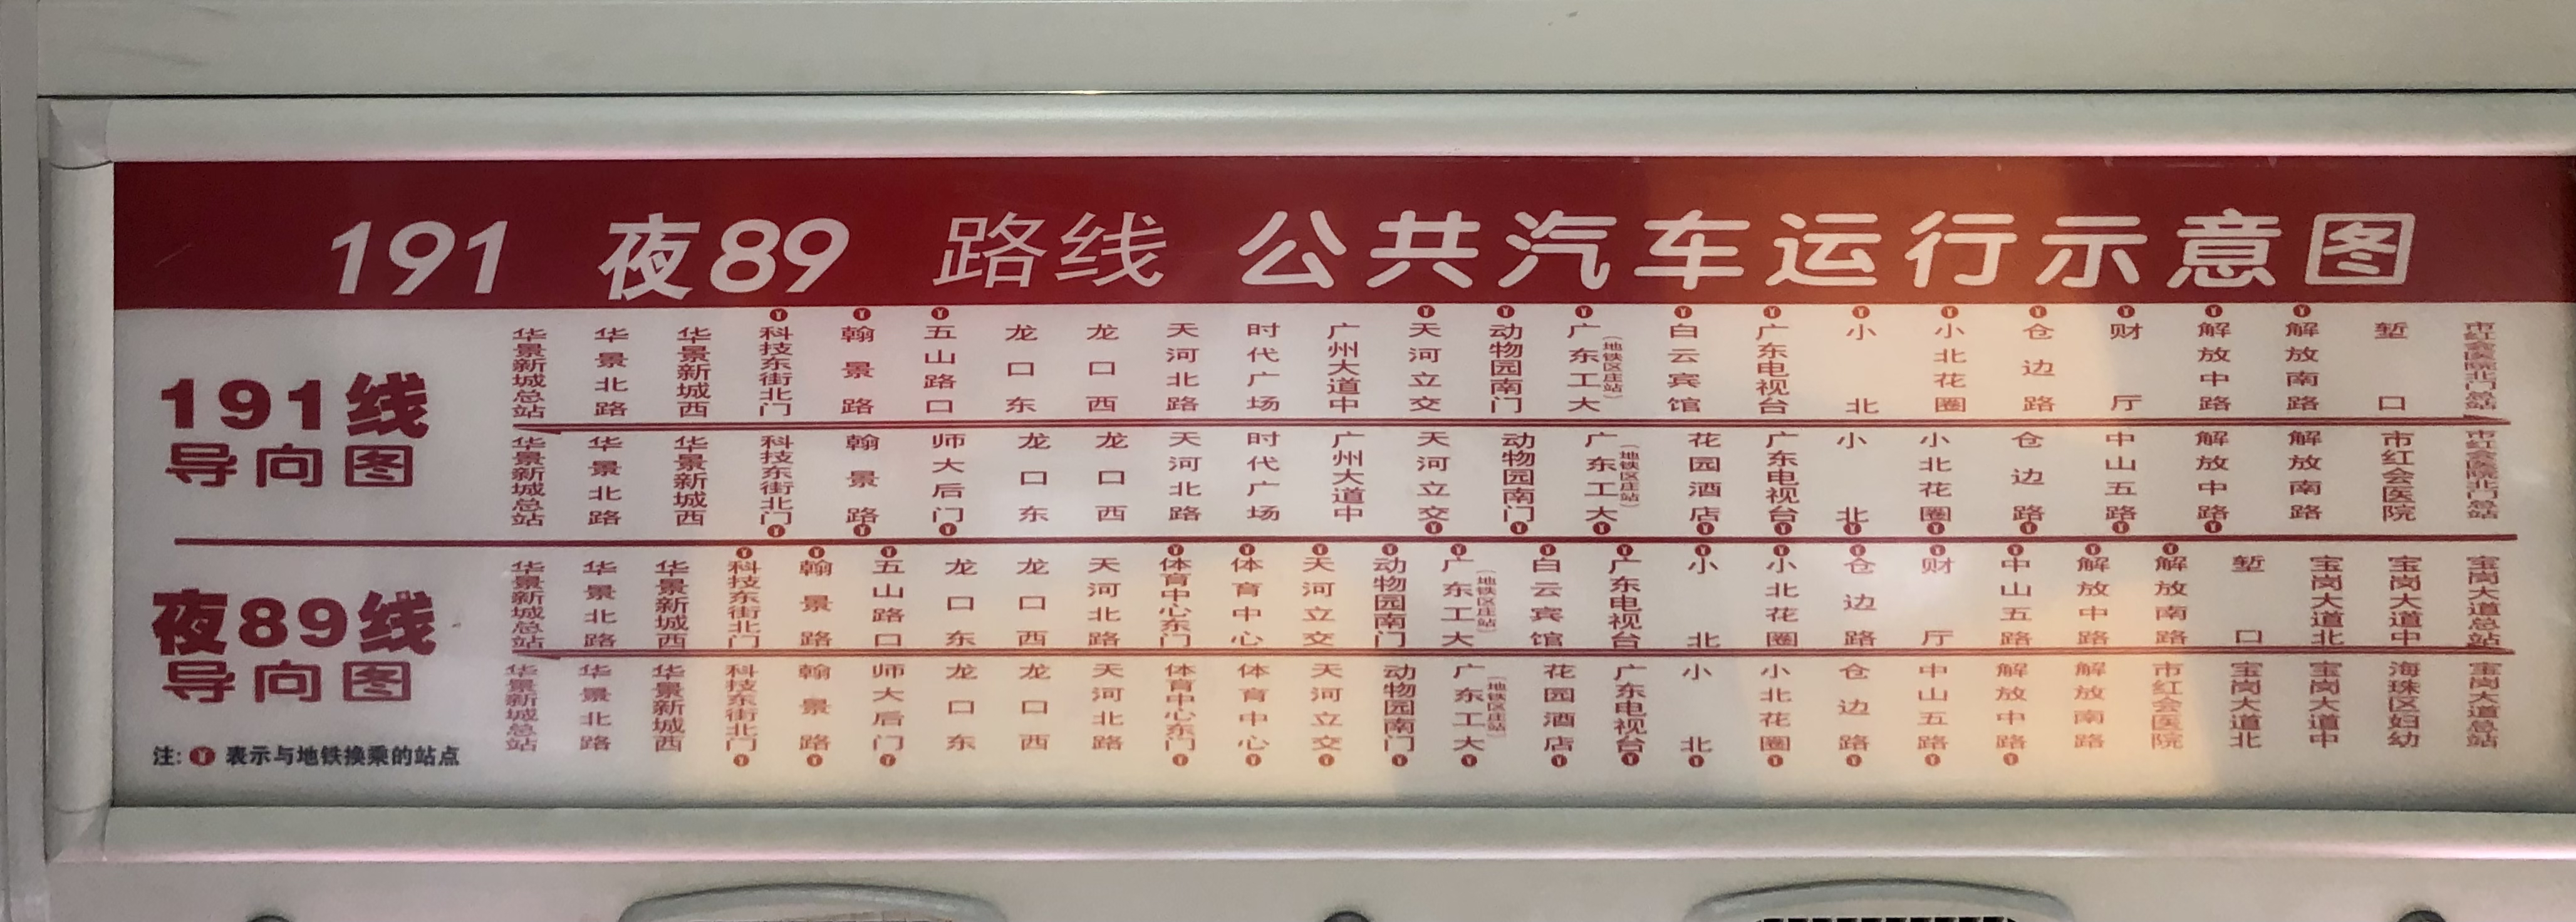 191 夜89 路线 公共汽车运行示意图
191线
导向图
华景新城总站 华景北路 华景新城西 科技东街北门 翰景路 五山路口 龙口东 龙口西 天河北路 时代广场 广州大道中 天河立交 动物园南门 广东工大(地铁区庄站) 白云宾馆 广东电视台 小北 小北花圈 仓边路 财厅 解放中路 解放南路 堑口 市红会医院北门总站
华景新城总站 华景北路 华景新城西 科技东街北门 翰景路 师大后门 龙口东 龙口西 天河北路 时代广场 广州大道中 天河立交 动物园南门 广东工大(地铁区庄站) 花园酒店 广东电视台 小北 小北花圈 仓边路 中山五路 解放中路 解放南路 市红会医院 市红会医院北门总站
夜89线
导向图
华景新城总站 华景北路 华景新城西 科技东街北门 翰景路 五山路口 龙口东 龙口西 天河北路 体育中心东门 体育中心 天河立交 动物园南门 广东工大(地铁区庄站) 白云宾馆 广东电视台 小北 小北花圈 仓边路 财厅 中山五路 解放中路 解放南路 堑口 宝岗大道北 宝岗大道中 宝岗大道总站
华景新城总站 华景北路 华景新城西 科技东街北门 翰景路 师大后门 龙口东 龙口西 天河北路 体育中心东门 体育中心 天河立交 动物园南门 广东工大(地铁区庄站) 花园酒店 广东电视台 小北 小北花圈 仓边路 中山五路 解放中路 解放南路 市红会医院 宝岗大道北 宝岗大道中 海珠区妇幼 宝岗大道总站
注: 表示与地铁换乘的站点